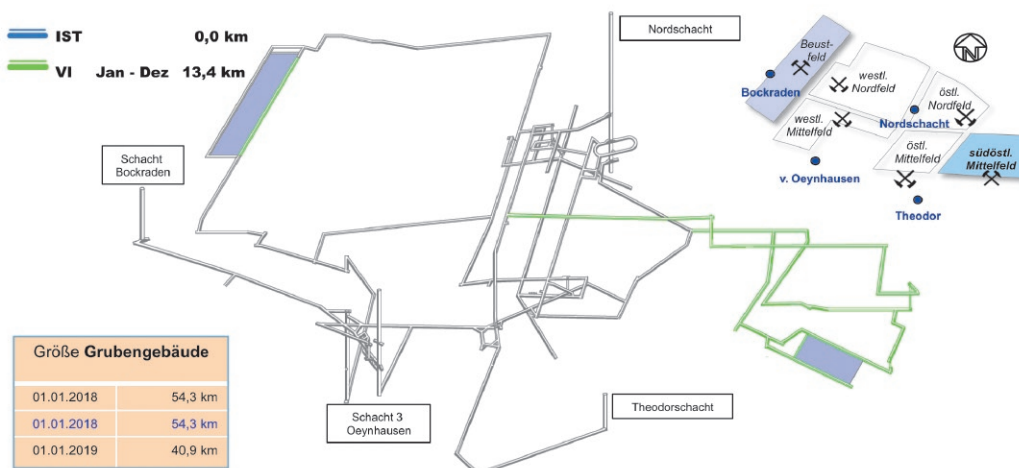 IST 0,0 km
VI Jan - Dez 13,4 km
Nordschacht
Beust-
feld
Bockraden
westl.
Nordfeld
östl.
Nordfeld
N
westl.
Mittelfeld
Nordschacht
östl.
Mittelfeld
südöstl.
Mittelfeld
v. Oeynhausen
Theodor
Schacht
Bockraden
Größe Grubengebäude
01.01.2018 54,3 km
01.01.2018 54,3 km
01.01.2019 40,9 km
Schacht 3
Oeynhausen
Theodorschacht